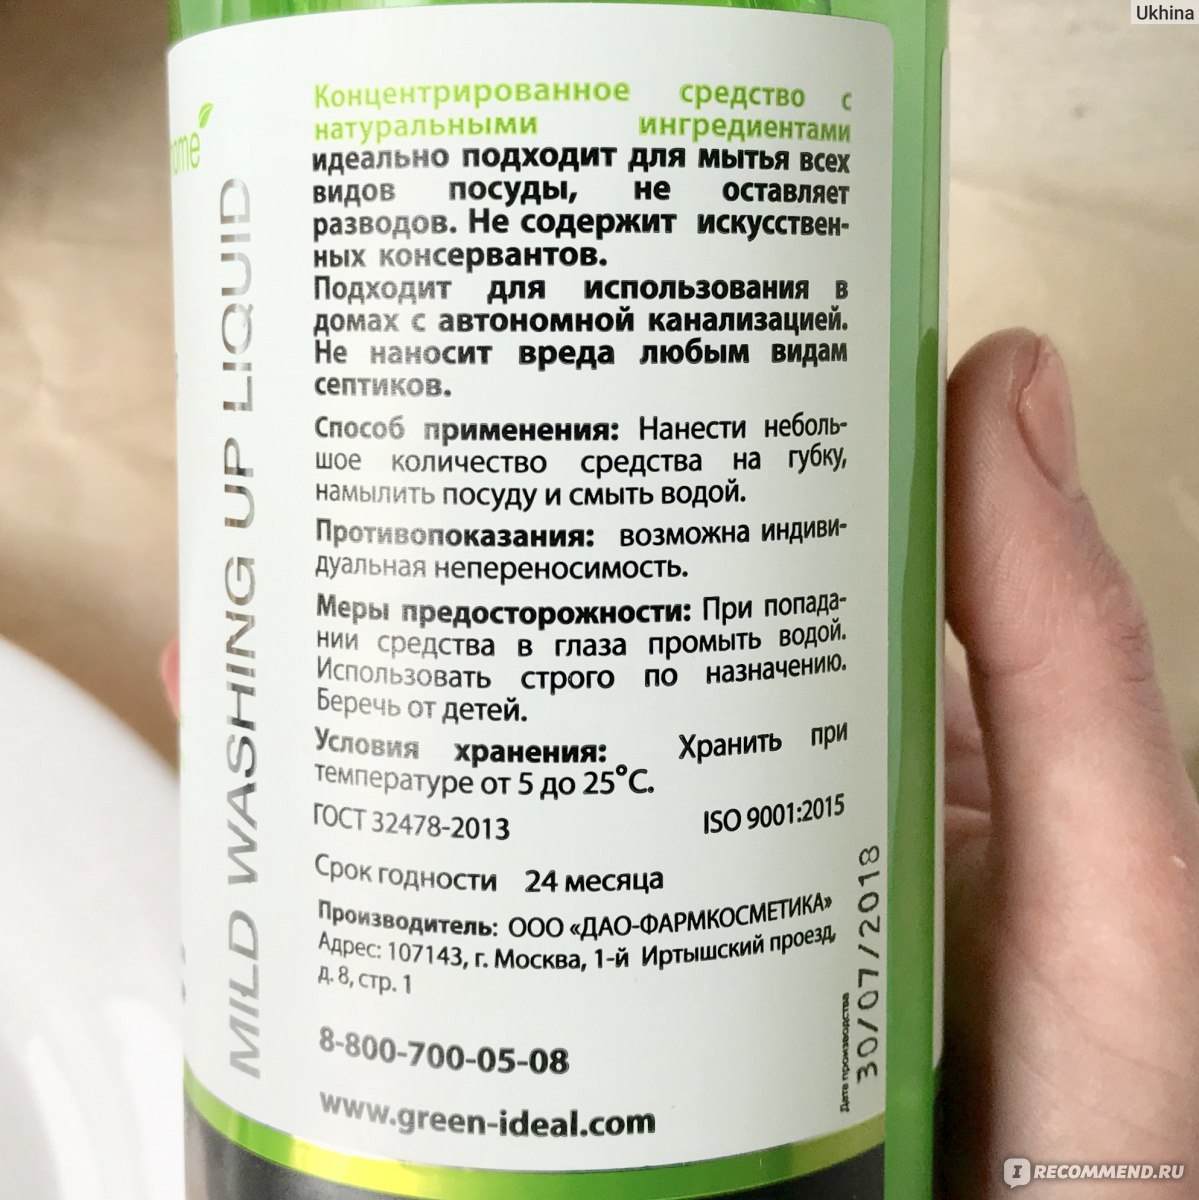 Ukhina
ome
MILD WASHING UP LIQUID
Концентрированное средство с
натуральными ингредиентами
идеально подходит для мытья всех
видов посуды, не оставляет
разводов. Не содержит искусствен-
ных консервантов.
Подходит для использования в
домах с автономной канализацией.
Не наносит вреда любым видам
септиков.
Способ применения: Нанести неболь-
шое количество средства на губку,
намылить посуду и смыть водой.
Противопоказания: возможна индиви-
дуальная непереносимость.
Меры предосторожности: При попада-
нии средства в глаза промыть водой.
Использовать строго по назначению.
Беречь от детей.
Условия хранения: Хранить при
температуре от 5 до 25°С.
ГОСТ 32478-2013 ISO 9001:2015
Срок годности 24 месяца
Производитель: ООО «ДАО-ФАРМКОСМЕТИКА»
Адрес: 107143, г. Москва, 1-й Иртышский проезд,
д. 8, стр. 1
8-800-700-05-08
www.green-ideal.com
Дата производства
30/07/2018
IRECOMMEND.RU